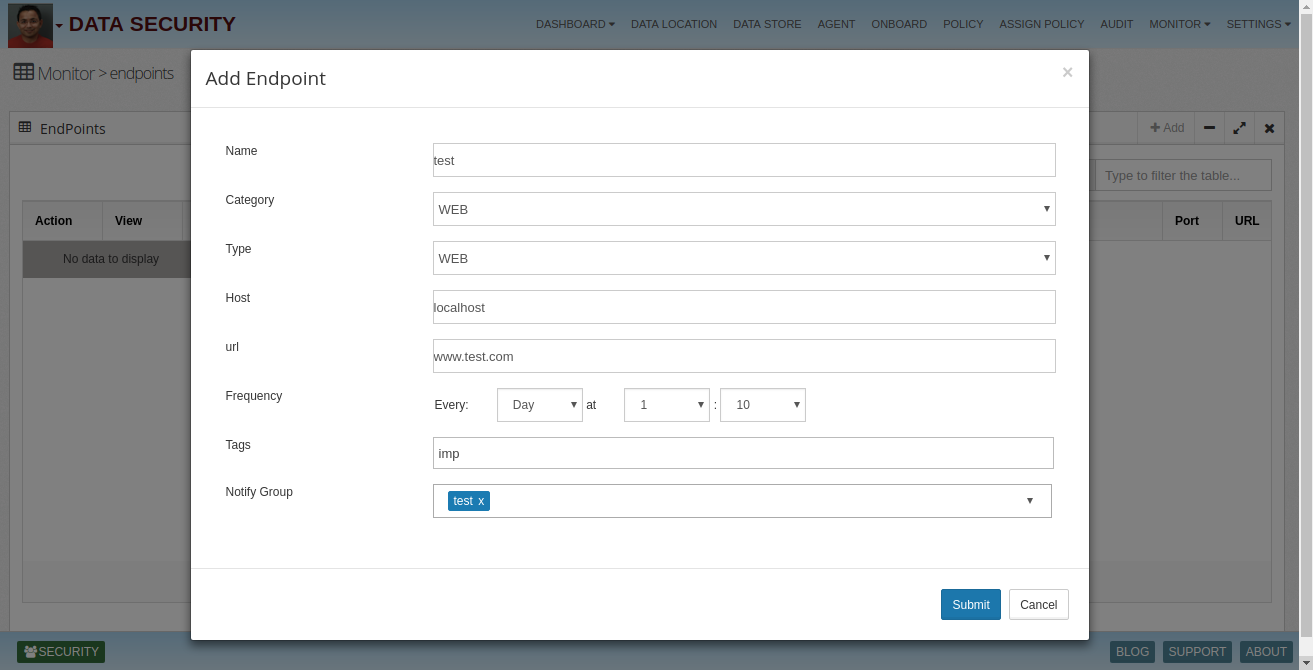 DATA SECURITY
DASHBOARD DATA LOCATION DATA STORE AGENT ONBOARD POLICY ASSIGN POLICY AUDIT MONITOR SETTINGS
Monitor > endpoints
Add Endpoint ×
EndPoints
Add
Type to filter the table...
Action View Port URL
No data to display
Name test
Category WEB
Type WEB
Host localhost
url www.test.com
Frequency Every: Day at 1 : 10
Tags imp
Notify Group test x
Submit Cancel
SECURITY BLOG SUPPORT ABOUT